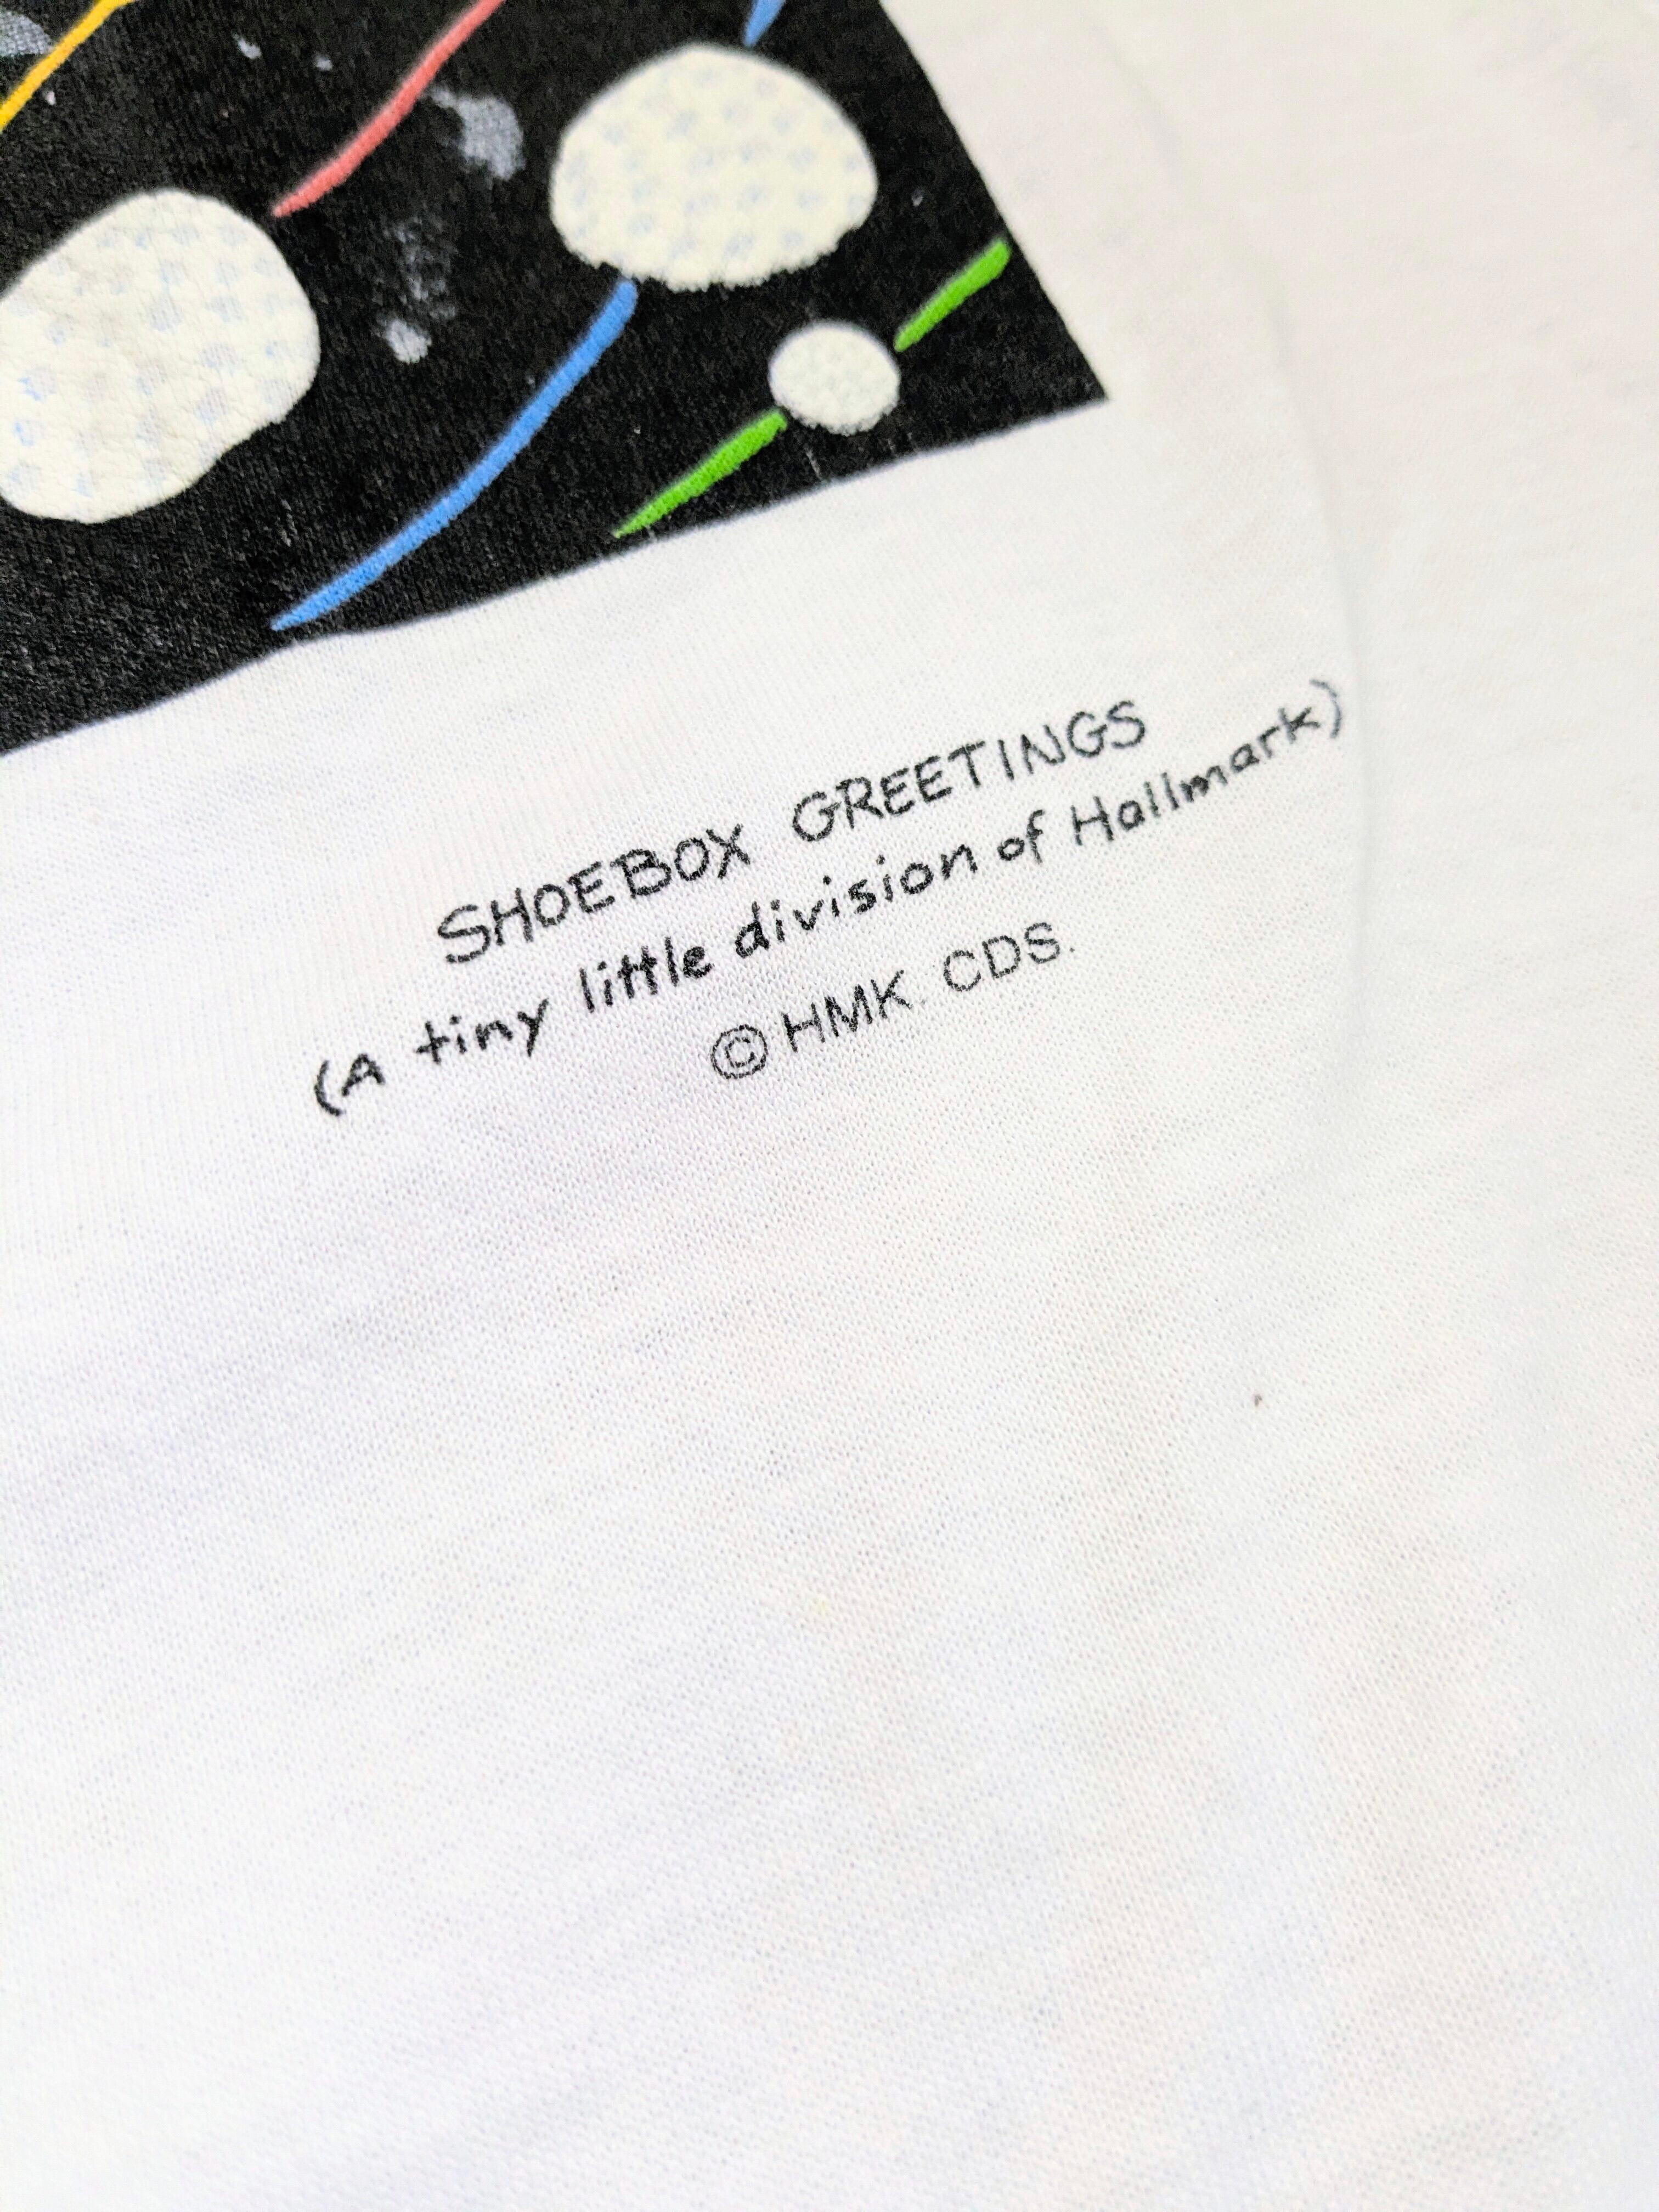 SHOEBOX GREETINGS
(A tiny little division of Hallmark)
© HMK. CDS.